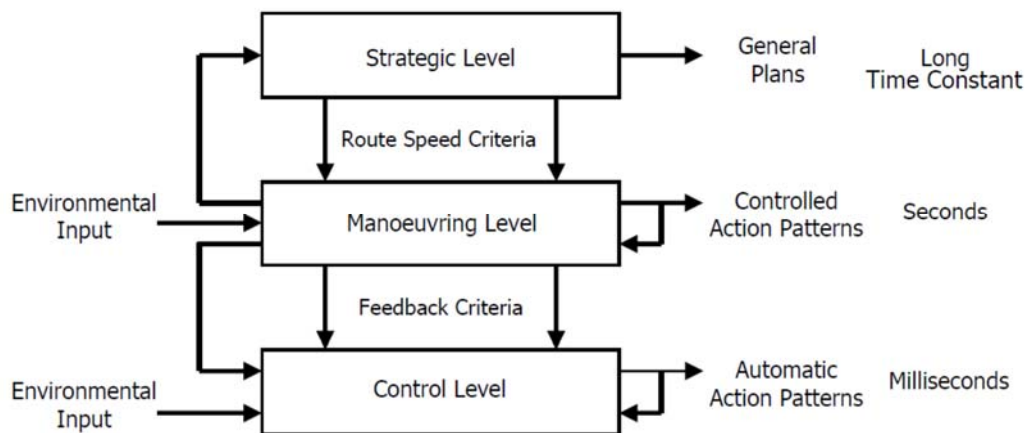 Strategic Level
General
Plans
Long
Time Constant
Route Speed Criteria
Environmental
Input
Manoeuvring Level
Controlled
Action Patterns
Seconds
Feedback Criteria
Environmental
Input
Control Level
Automatic
Action Patterns
Milliseconds